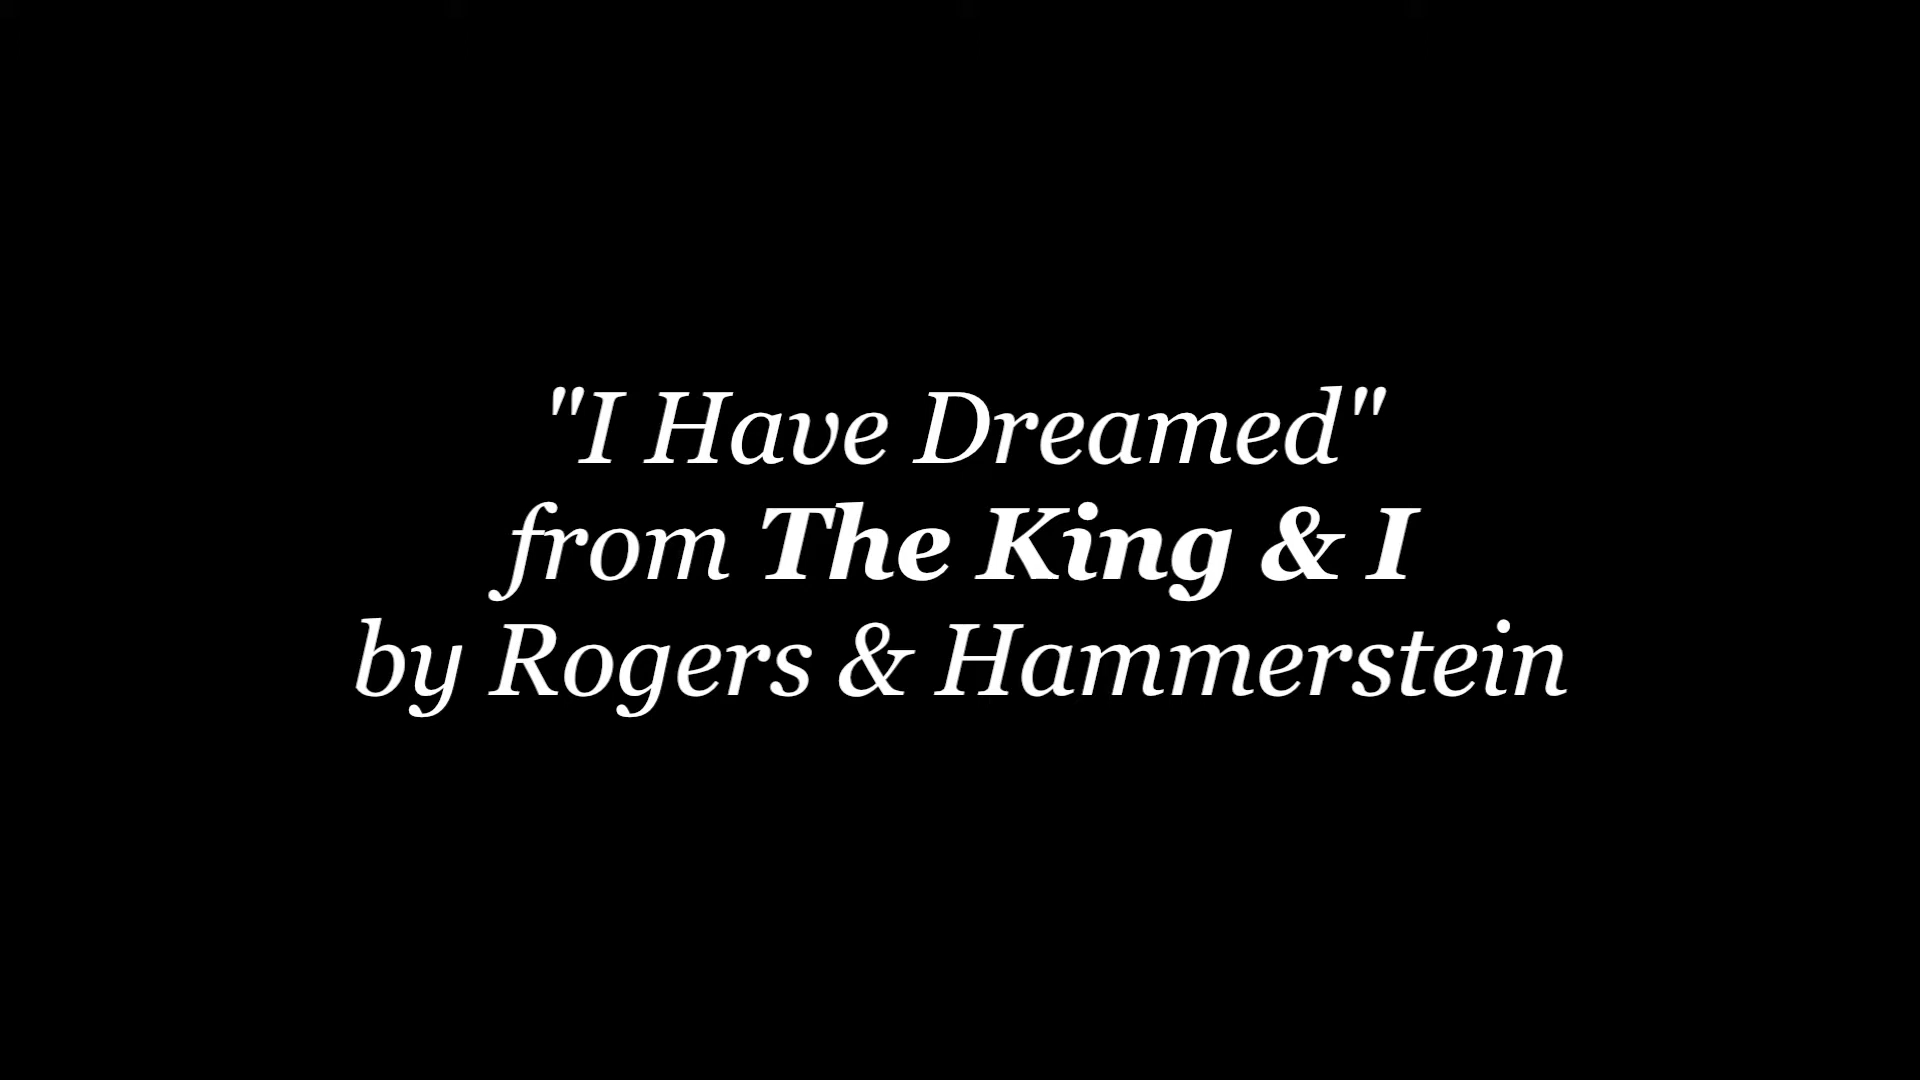 "I Have Dreamed"
from The King & I
by Rogers & Hammerstein